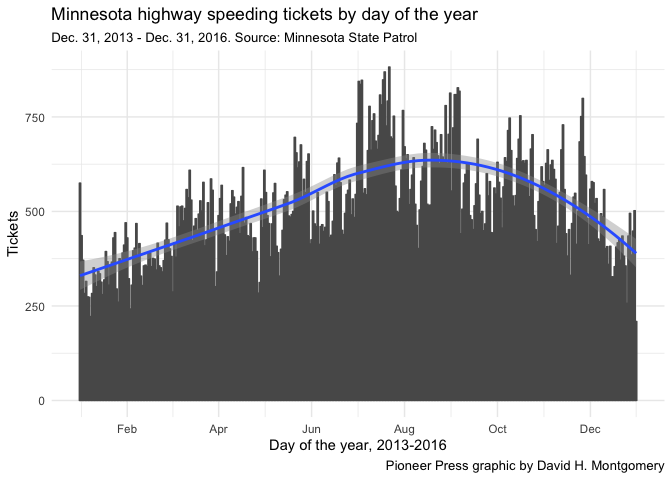 Minnesota highway speeding tickets by day of the year
Dec. 31, 2013 - Dec. 31, 2016. Source: Minnesota State Patrol
Tickets
750
500
250
0
Feb Apr Jun Aug Oct Dec
Day of the year, 2013-2016
Pioneer Press graphic by David H. Montgomery